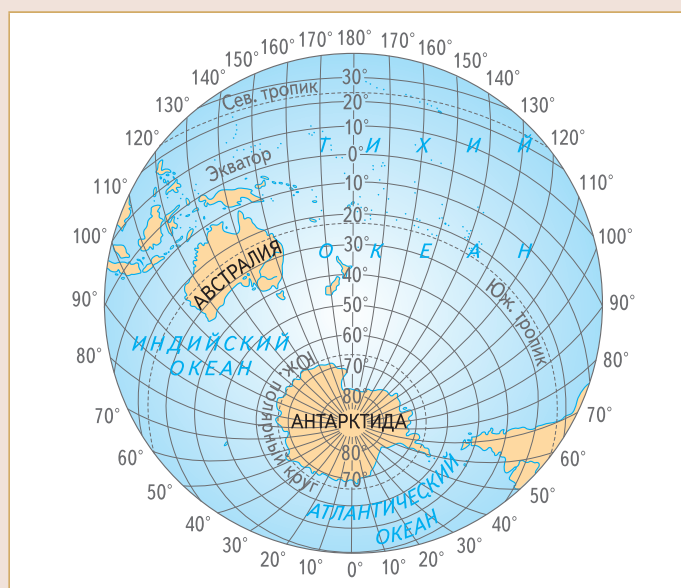 180°
170° 170°
160° 160°
150° 150°
140° 140°
130° 130°
120° 120°
110° 110°
100° 100°
90° 90°
80° 80°
70° 70°
60° 60°
50° 50°
40° 40°
30° 30°
20° 20°
10° 10°
0°
30°
Сев. тропик
20°
10°
Экватор
0°
ТИХИЙ
10°
20°
30°
ОКЕАН
40°
50°
60°
70°
80°
80°
70°
АВСТРАЛИЯ
Юж. тропик
ИНДИЙСКИЙ
ОКЕАН
Юж. полярный круг
АНТАРКТИДА
АТЛАНТИЧЕСКИЙ
ОКЕАН